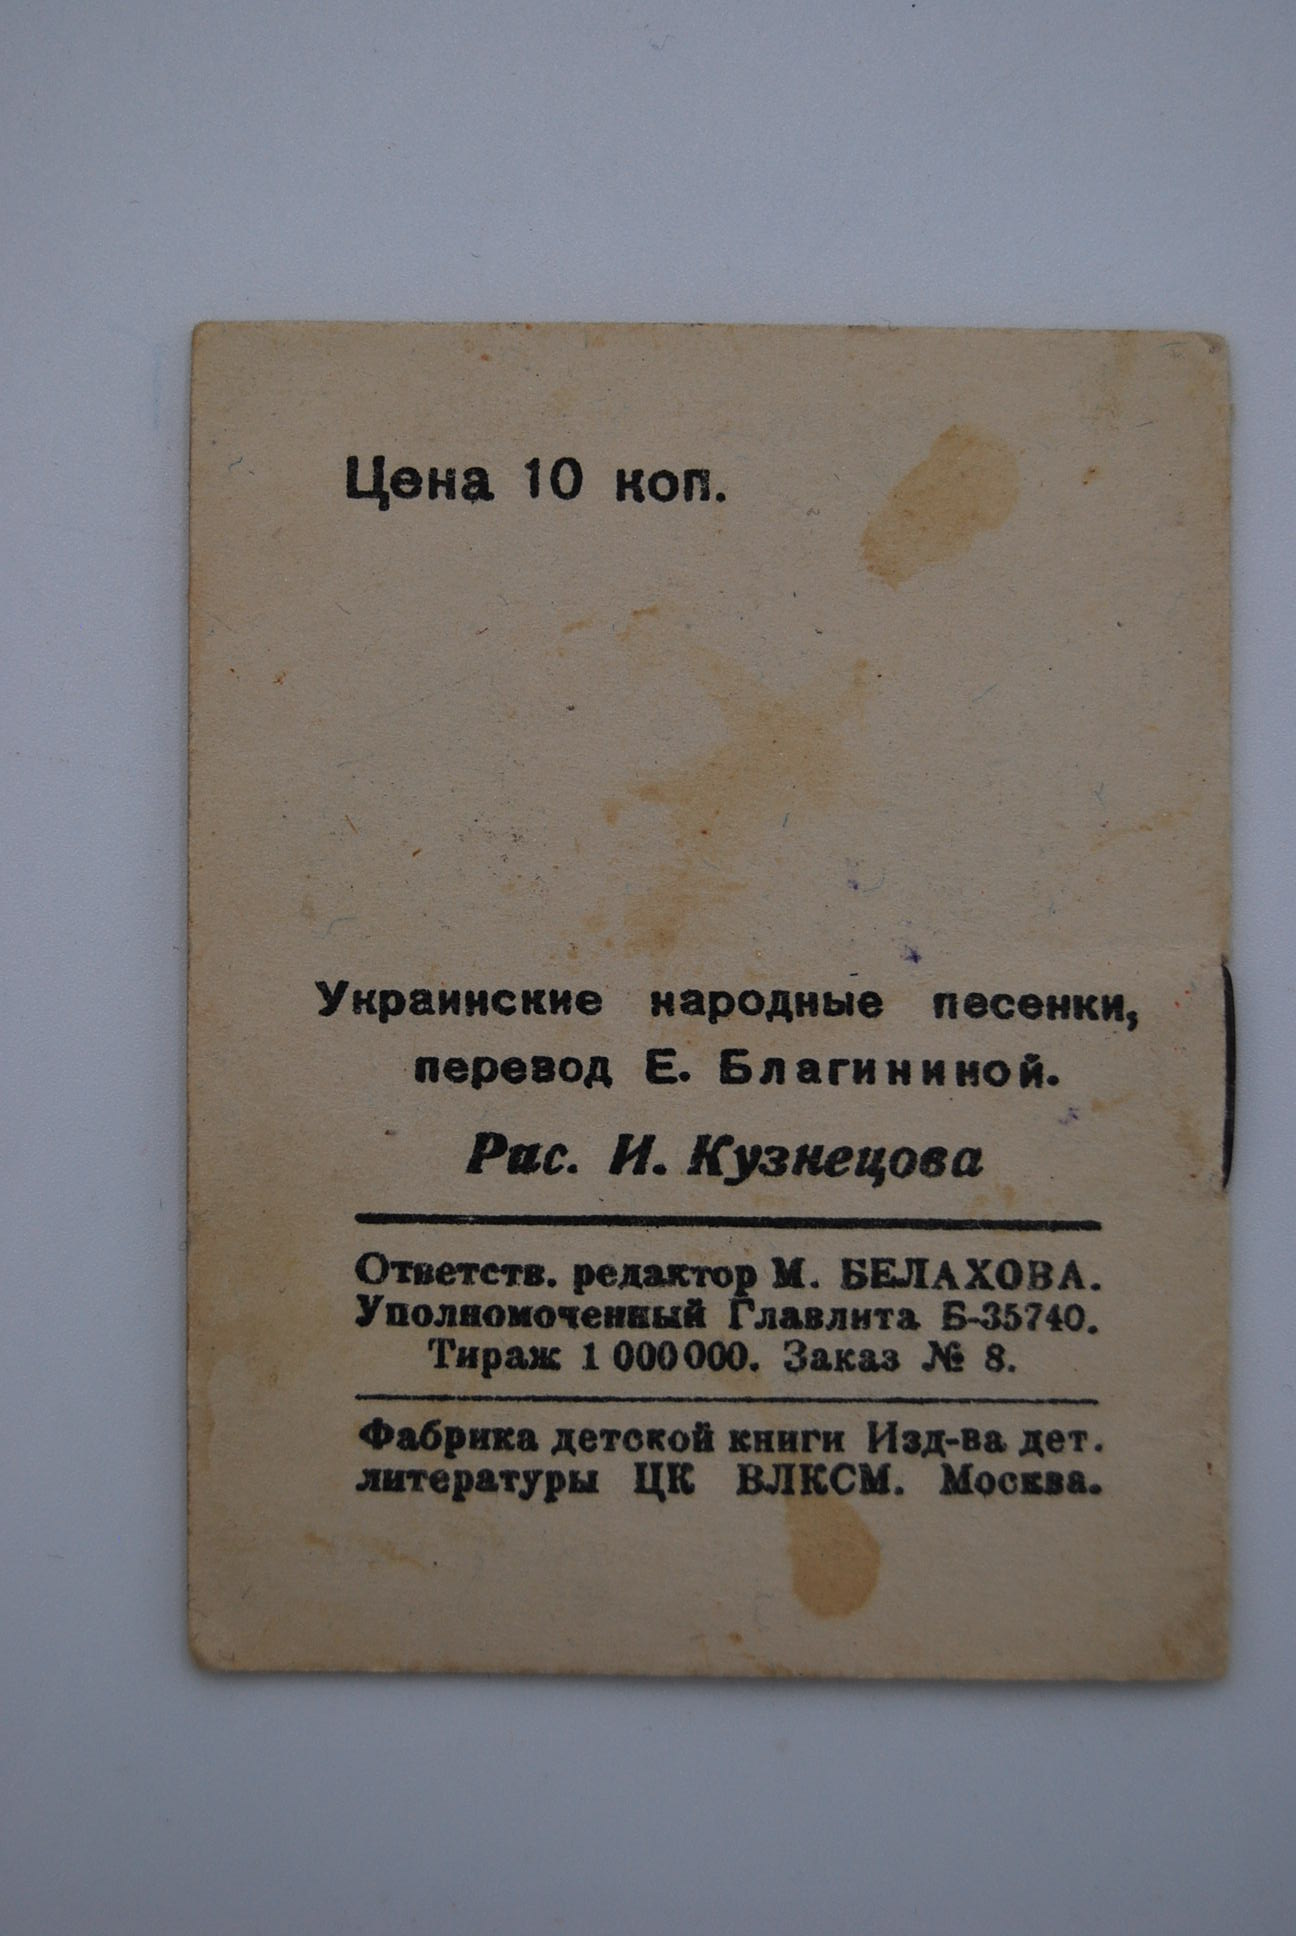 Цена 10 коп.
Украинские народные песенки,
перевод Е. Благининой.
Рис. И. Кузнецова
Ответств. редактор М. БЕЛАХОВА.
Уполномоченный Главлита Б-35740.
Тираж 1 000 000. Заказ № 8.
Фабрика детской книги Изд-ва дет.
литературы ЦК ВЛКСМ. Москва.